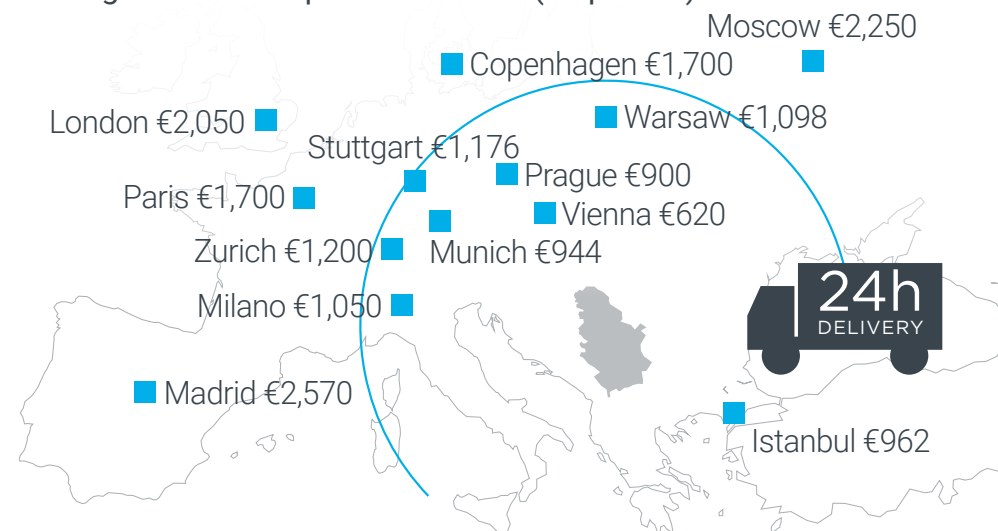 Moscow €2,250
Copenhagen €1,700
London €2,050
Warsaw €1,098
Stuttgart €1,176
Prague €900
Paris €1,700
Vienna €620
Zurich €1,200
Munich €944
24h
DELIVERY
Milano €1,050
Madrid €2,570
Istanbul €962